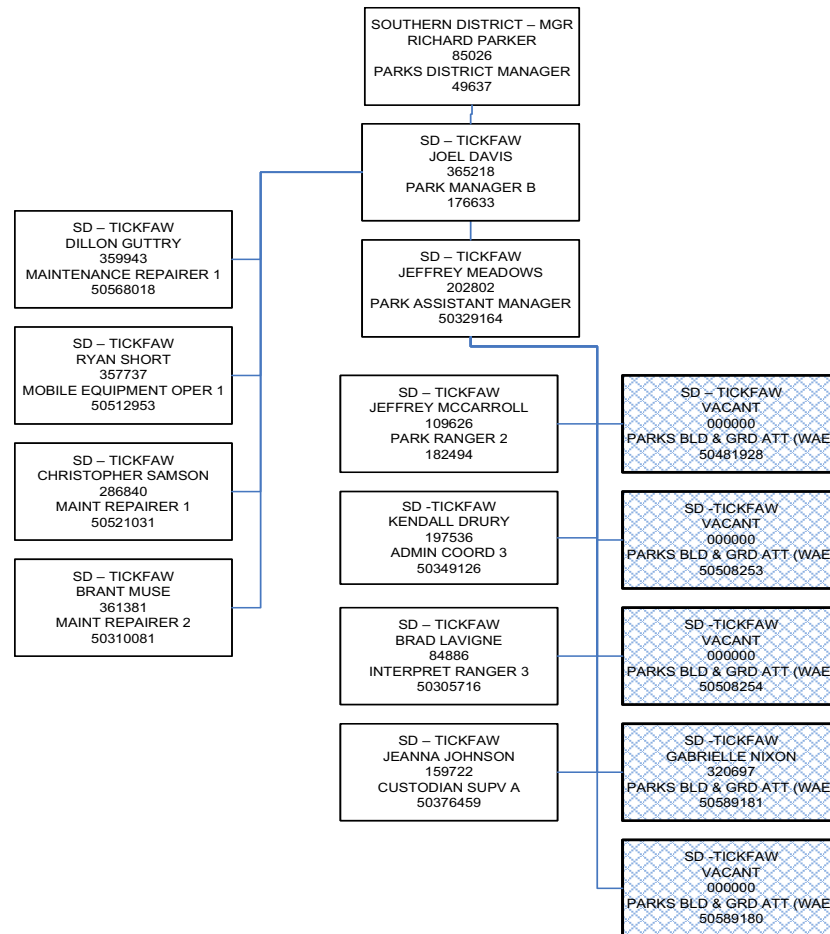 SOUTHERN DISTRICT – MGR
RICHARD PARKER
85026
PARKS DISTRICT MANAGER
49637
SD – TICKFAW
JOEL DAVIS
365218
PARK MANAGER B
176633
SD – TICKFAW
JEFFREY MEADOWS
202802
PARK ASSISTANT MANAGER
50329164
SD – TICKFAW
DILLON GUTTRY
359943
MAINTENANCE REPAIRER 1
50568018
SD – TICKFAW
RYAN SHORT
357737
MOBILE EQUIPMENT OPER 1
50512953
SD – TICKFAW
CHRISTOPHER SAMSON
286840
MAINT REPAIRER 1
50521031
SD – TICKFAW
BRANT MUSE
361381
MAINT REPAIRER 2
50310081
SD – TICKFAW
JEFFREY MCCARROLL
109626
PARK RANGER 2
182494
SD -TICKFAW
KENDALL DRURY
197536
ADMIN COORD 3
50349126
SD – TICKFAW
BRAD LAVIGNE
84886
INTERPRET RANGER 3
50305716
SD – TICKFAW
JEANNA JOHNSON
159722
CUSTODIAN SUPV A
50376459
SD – TICKFAW
VACANT
000000
PARKS BLD & GRD ATT (WAE
50481928
SD -TICKFAW
VACANT
000000
PARKS BLD & GRD ATT (WAE
50508253
SD -TICKFAW
VACANT
000000
PARKS BLD & GRD ATT (WAE
50508254
SD -TICKFAW
GABRIELLE NIXON
320697
PARKS BLD & GRD ATT (WAE
50589181
SD -TICKFAW
VACANT
000000
PARKS BLD & GRD ATT (WAE
50589180